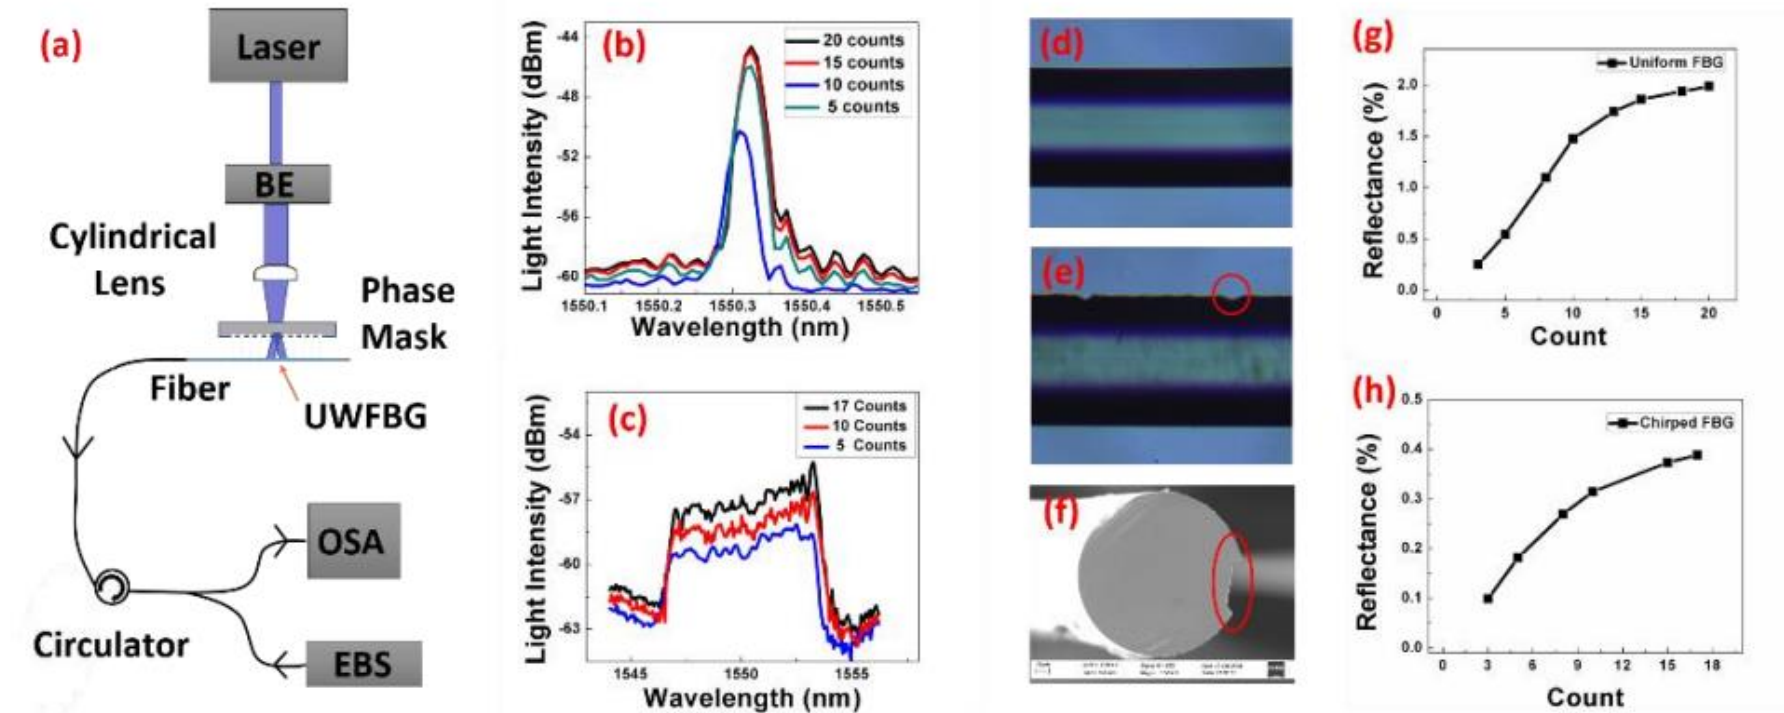 (a)
Laser
BE
Cylindrical
Lens
Phase
Mask
Fiber
UWFBG
OSA
Circulator
EBS
(b)
20 counts
15 counts
10 counts
5 counts
Light Intensity (dBm)
-44
-48
-52
-56
-60
1550.1 1550.2 1550.3 1550.4 1550.5
Wavelength (nm)
(c)
17 Counts
10 Counts
5 Counts
Light Intensity (dBm)
-54
-57
-60
-63
1545 1550 1555
Wavelength (nm)
(d)
(e)
(f)
(g)
Uniform FBG
Reflectance (%)
2.0
1.5
1.0
0.5
0.0
0 5 10 15 20
Count
(h)
Chirped FBG
Reflectance (%)
0.5
0.4
0.3
0.2
0.1
0.0
0 3 6 9 12 15 18
Count